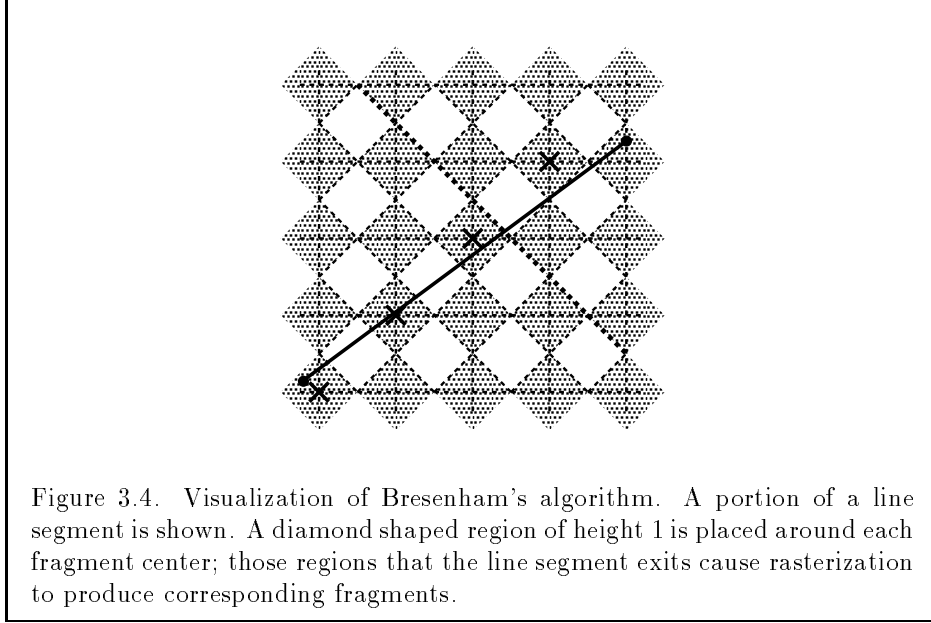 Figure 3.4. Visualization of Bresenham's algorithm. A portion of a line
segment is shown. A diamond shaped region of height 1 is placed around each
fragment center; those regions that the line segment exits cause rasterization
to produce corresponding fragments.